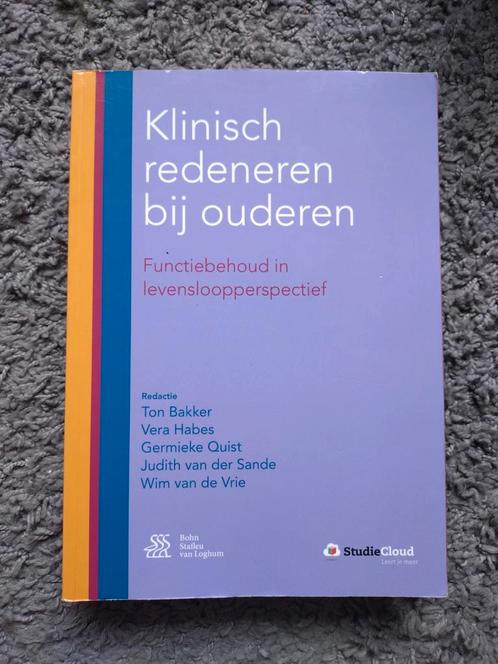 Klinisch
redeneren
bij ouderen
Functiebehoud in
levensloopperspectief
Redactie
Ton Bakker
Vera Habes
Germieke Quist
Judith van der Sande
Wim van de Vrie
Bohn
Stafleu
van Loghum
StudieCloud
Leert je meer